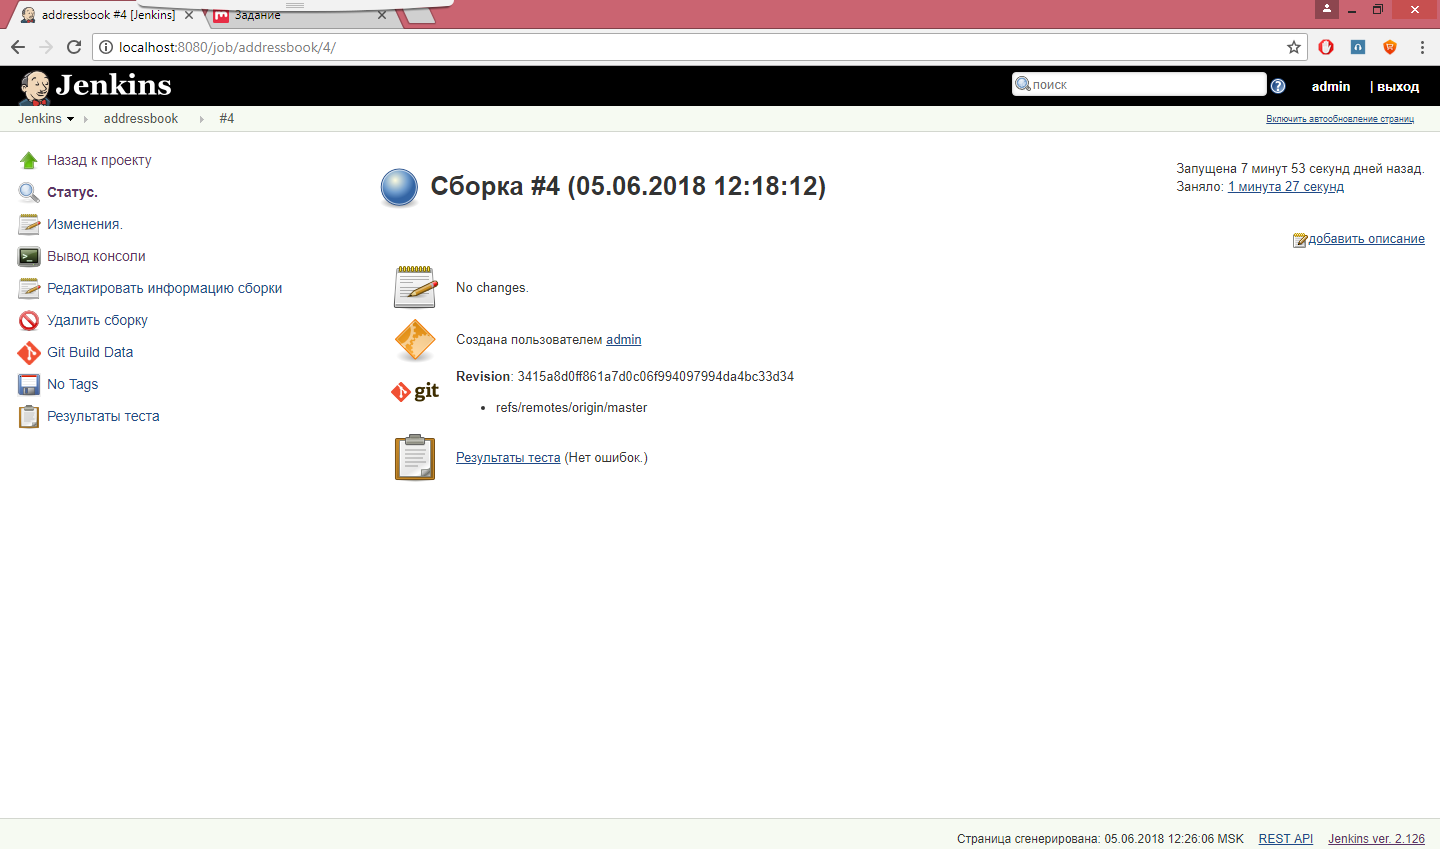 addressbook #4 [Jenkins]
Задание
localhost:8080/job/addressbook/4/
Jenkins
поиск
admin
| выход
Jenkins
addressbook
#4
Включить автообновление страниц
Назад к проекту
Статус.
Изменения.
Вывод консоли
Редактировать информацию сборки
Удалить сборку
Git Build Data
No Tags
Результаты теста
Сборка #4 (05.06.2018 12:18:12)
Запущена 7 минут 53 секунд дней назад.
Заняло: 1 минута 27 секунд
добавить описание
No changes.
Создана пользователем admin
git
Revision: 3415a8d0ff861a7d0c06f994097994da4bc33d34
refs/remotes/origin/master
Результаты теста (Нет ошибок.)
Страница сгенерирована: 05.06.2018 12:26:06 MSK
REST API
Jenkins ver. 2.126